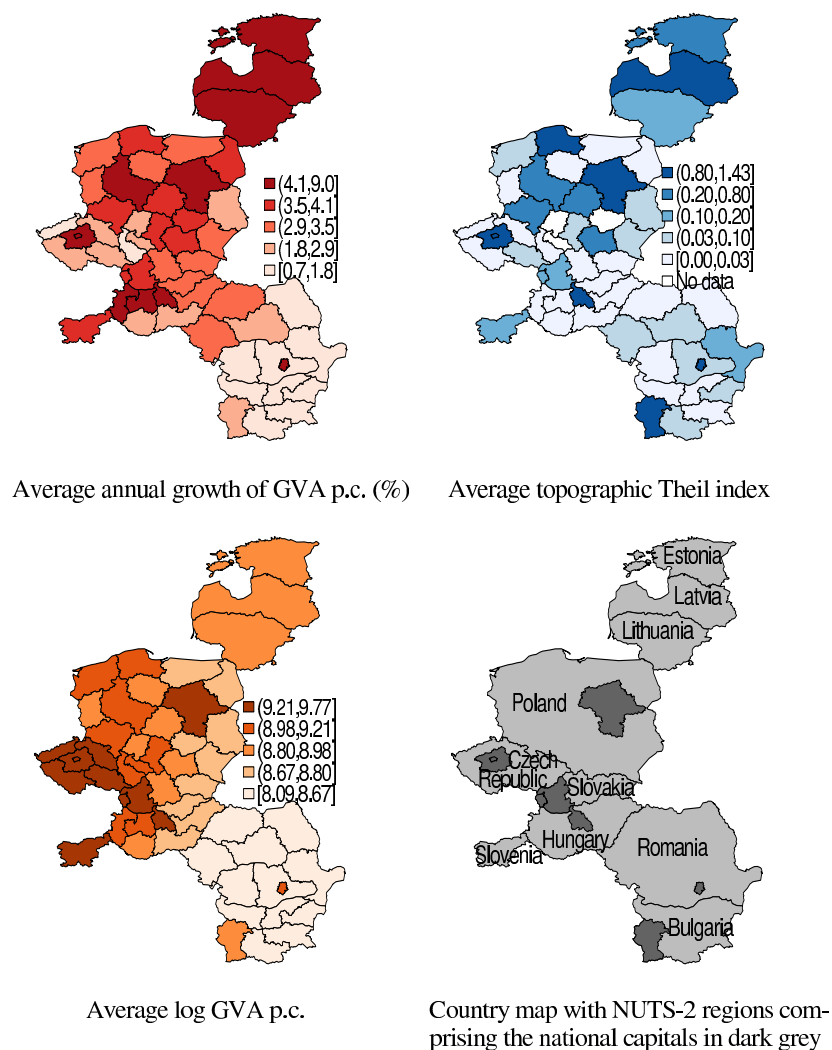 (4.1,9.0]
(3.5,4.1]
(2.9,3.5]
(1.8,2.9]
[0.7,1.8]
Average annual growth of GVA p.c. (%)
(0.80,1.43]
(0.20,0.80]
(0.10,0.20]
(0.03,0.10]
[0.00,0.03]
No data
Average topographic Theil index
(9.21,9.77]
(8.98,9.21]
(8.80,8.98]
(8.67,8.80]
[8.09,8.67]
Average log GVA p.c.
Estonia
Latvia
Lithuania
Poland
Czech
Republic
Slovakia
Hungary
Slovenia
Romania
Bulgaria
Country map with NUTS-2 regions com-
prising the national capitals in dark grey